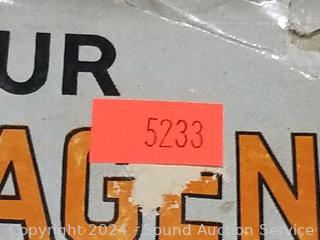 UR
5233
AGEN
Copyright 2024 - Sound Auction Service